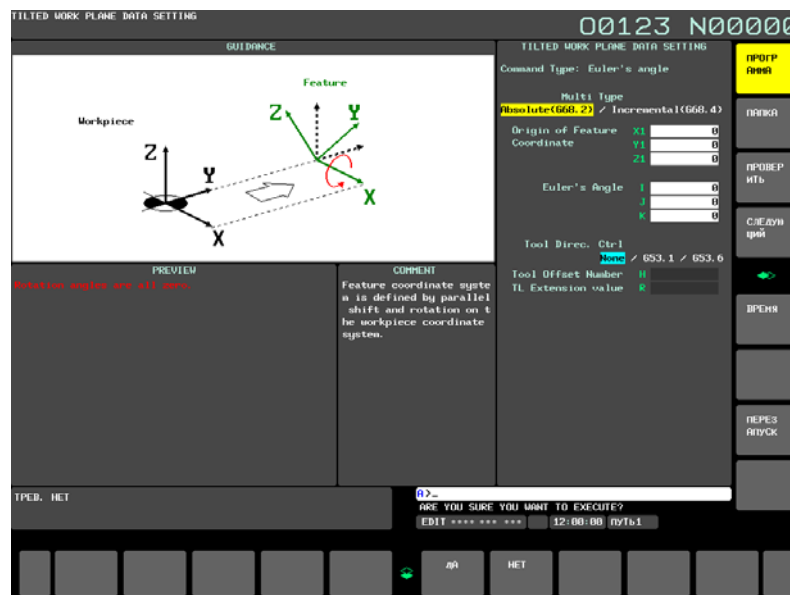 TILTED WORK PLANE DATA SETTING
O0123 N0000
GUIDANCE
Feature
Workpiece
Z
Y
X
Z
Y
X
TILTED WORK PLANE DATA SETTING
Command Type: Euler's angle
Multi Type
Absolute(G68.2) / Incremental(G68.4)
Origin of Feature X1 0
Coordinate Y1 0
Z1 0
Euler's Angle I 0
J 0
K 0
Tool Direc. Ctrl
None / G53.1 / G53.6
Tool Offset Number H
TL Extension value R
PREVIEW
Rotation angles are all zero.
COMMENT
Feature coordinate syste
m is defined by parallel
shift and rotation on t
he workpiece coordinate
system.
ПРОГР
АММА
ПАПКА
ПРОВЕР
ИТЬ
СЛЕДУЮ
ЩИЙ
ВРЕМЯ
ПЕРЕЗ
АПУСК
ТРЕВ. НЕТ
A>_
ARE YOU SURE YOU WANT TO EXECUTE?
EDIT **** *** *** 12:00:00 ПУТЬ1
ДА
НЕТ